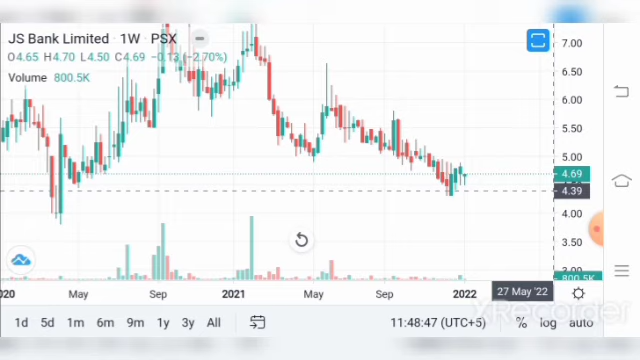 JS Bank Limited · 1W · PSX
O4.65 H4.70 L4.50 C4.69 −0.13 (−2.70%)
Volume 800.5K
7.00
6.50
6.00
5.50
5.00
4.69
4.39
4.00
3.50
3.00
800.5K
2020 May Sep 2021 May Sep 2022 27 May '22
1d 5d 1m 6m 9m 1y 3y All 11:48:47 (UTC+5) % log auto
XRecorder